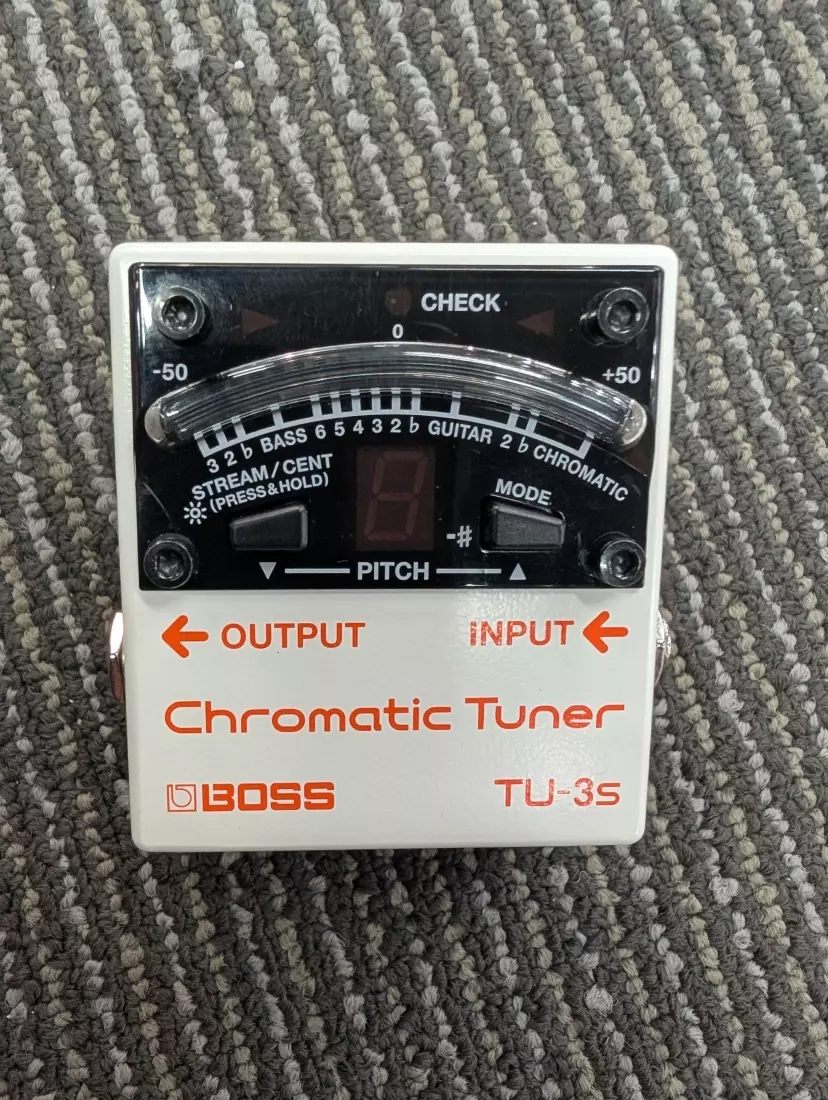 CHECK
0
-50 +50
3 2 ♭ BASS 6 5 4 3 2 ♭ GUITAR 2 ♭ CHROMATIC
STREAM / CENT
(PRESS & HOLD)
MODE
-#
▼ PITCH ▲
← OUTPUT INPUT ←
Chromatic Tuner
BOSS TU-3s